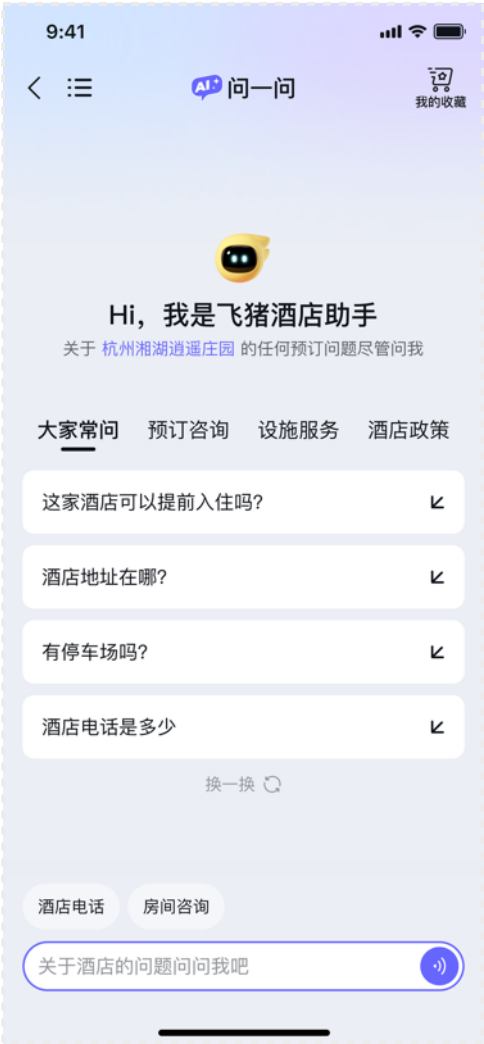 9:41
AI 问一问
我的收藏
Hi，我是飞猪酒店助手
关于 杭州湘湖逍遥庄园 的任何预订问题尽管问我
大家常问 预订咨询 设施服务 酒店政策
这家酒店可以提前入住吗?
酒店地址在哪?
有停车场吗?
酒店电话是多少
换一换
酒店电话 房间咨询
关于酒店的问题问问我吧